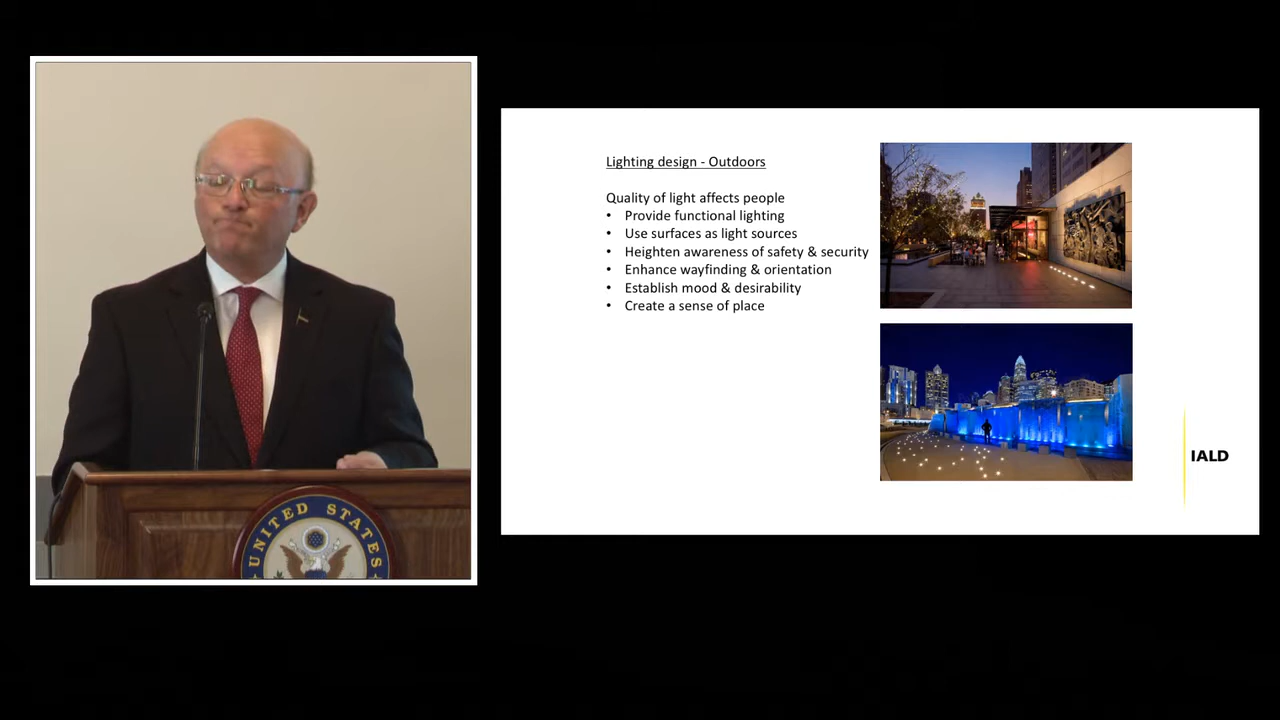 Lighting design - Outdoors
Quality of light affects people
• Provide functional lighting
• Use surfaces as light sources
• Heighten awareness of safety & security
• Enhance wayfinding & orientation
• Establish mood & desirability
• Create a sense of place
IALD
UNITED STATES